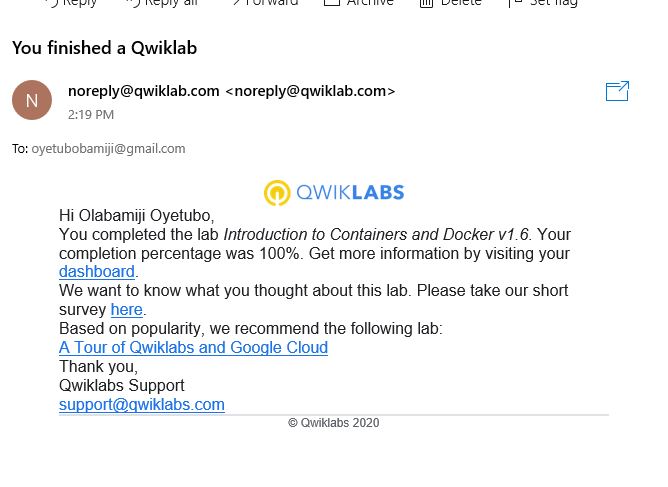 Reply Reply all Forward Archive Delete Set flag
You finished a Qwiklab
N
noreply@qwiklab.com <noreply@qwiklab.com>
2:19 PM
To: oyetubobamiji@gmail.com
QWIKLABS
Hi Olabamiji Oyetubo,
You completed the lab Introduction to Containers and Docker v1.6. Your
completion percentage was 100%. Get more information by visiting your
dashboard.
We want to know what you thought about this lab. Please take our short
survey here.
Based on popularity, we recommend the following lab:
A Tour of Qwiklabs and Google Cloud
Thank you,
Qwiklabs Support
support@qwiklabs.com
© Qwiklabs 2020